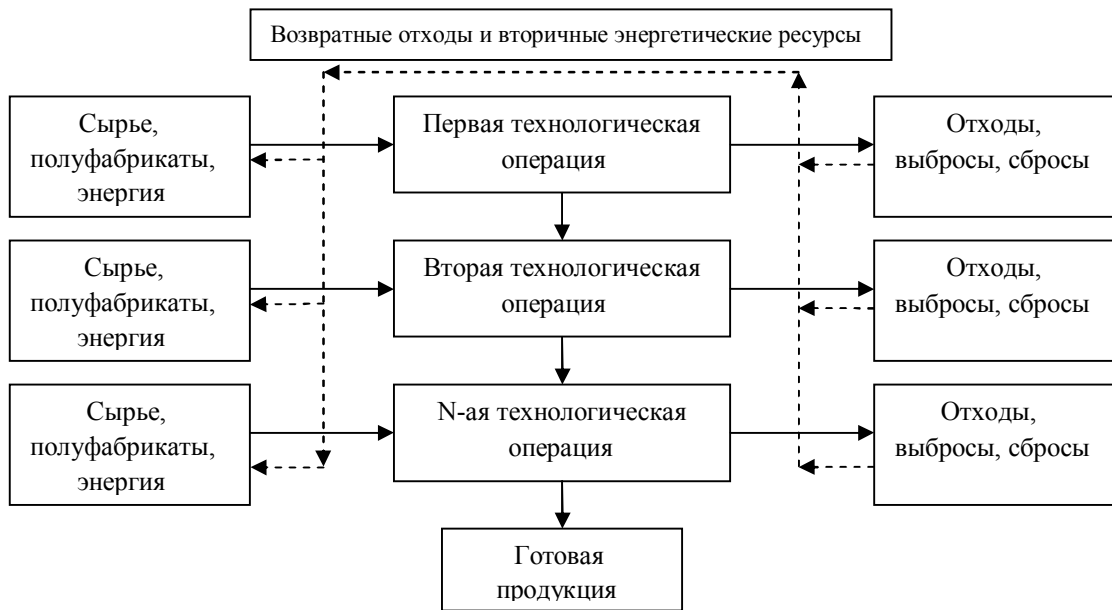 Возвратные отходы и вторичные энергетические ресурсы
Сырье,
полуфабрикаты,
энергия
Первая технологическая
операция
Отходы,
выбросы, сбросы
Сырье,
полуфабрикаты,
энергия
Вторая технологическая
операция
Отходы,
выбросы, сбросы
Сырье,
полуфабрикаты,
энергия
N-ая технологическая
операция
Отходы,
выбросы, сбросы
Готовая
продукция